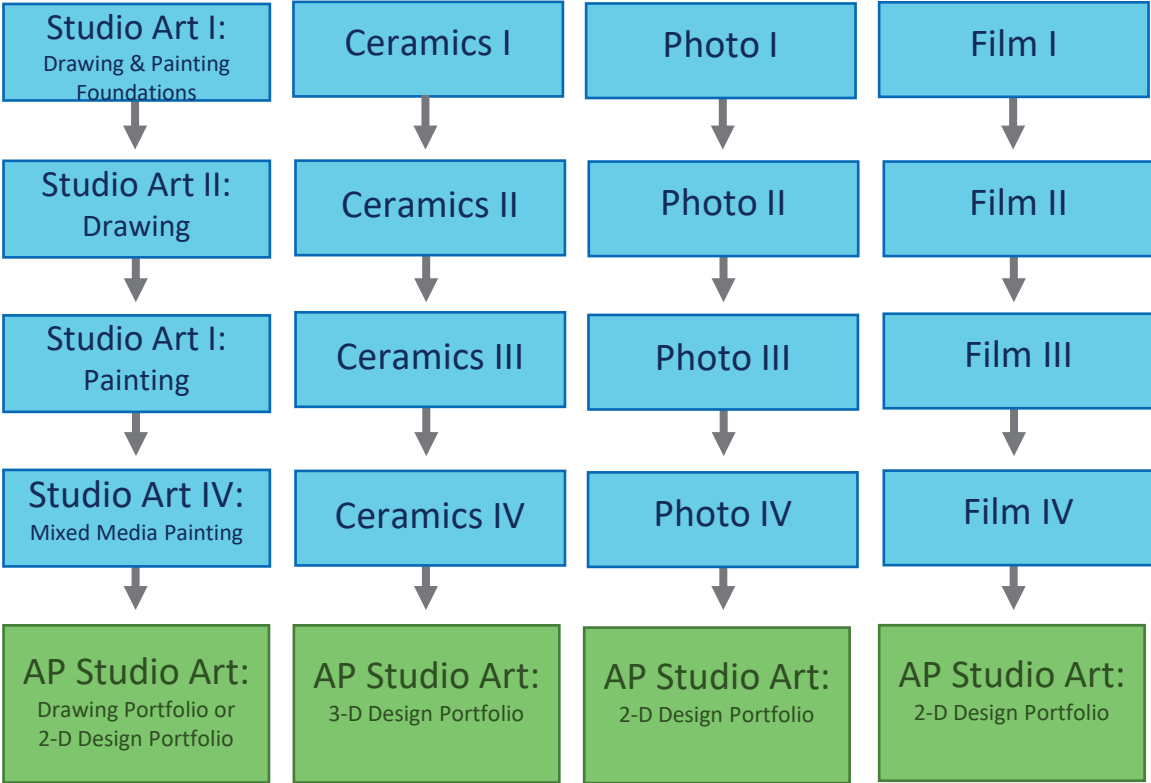 Studio Art I:
Drawing & Painting
Foundations
Ceramics I
Photo I
Film I
Studio Art II:
Drawing
Ceramics II
Photo II
Film II
Studio Art I:
Painting
Ceramics III
Photo III
Film III
Studio Art IV:
Mixed Media Painting
Ceramics IV
Photo IV
Film IV
AP Studio Art:
Drawing Portfolio or
2-D Design Portfolio
AP Studio Art:
3-D Design Portfolio
AP Studio Art:
2-D Design Portfolio
AP Studio Art:
2-D Design Portfolio